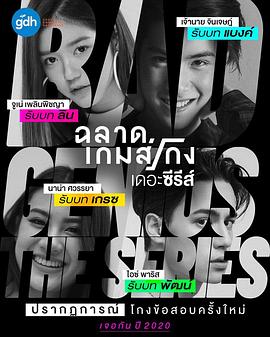 gdh
BAD
เจ้านาย จินเจษฎ์
รับบท แบงค์
จูเน่ เพลินพิชญา
รับบท ลิน
ฉลาด
เกมส์โกง
เดอะซีรีส์
GENIUS
นาน่า ศวรรยา
รับบท เกรซ
THE SERIES
ไอซ์ พาริส
รับบท พัฒน์
ปรากฏการณ์ โกงข้อสอบครั้งใหม่
เจอกัน ปี 2020